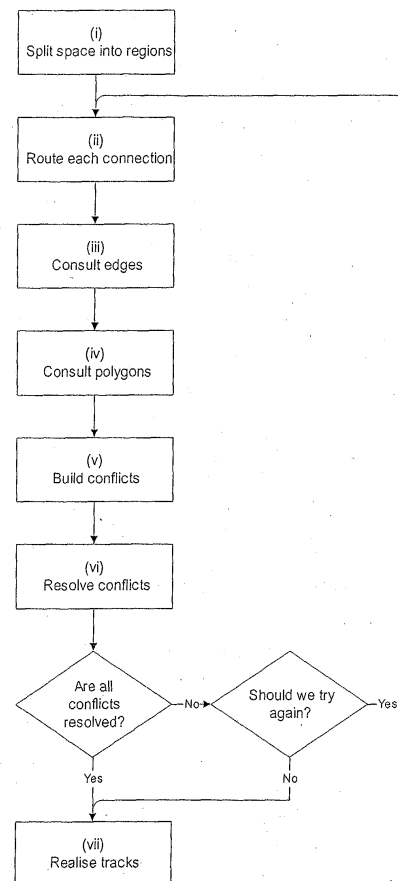 (i)
Split space into regions
(ii)
Route each connection
(iii)
Consult edges
(iv)
Consult polygons
(v)
Build conflicts
(vi)
Resolve conflicts
Are all
conflicts
resolved?
No
Should we try
again?
Yes
Yes
No
(vii)
Realise tracks